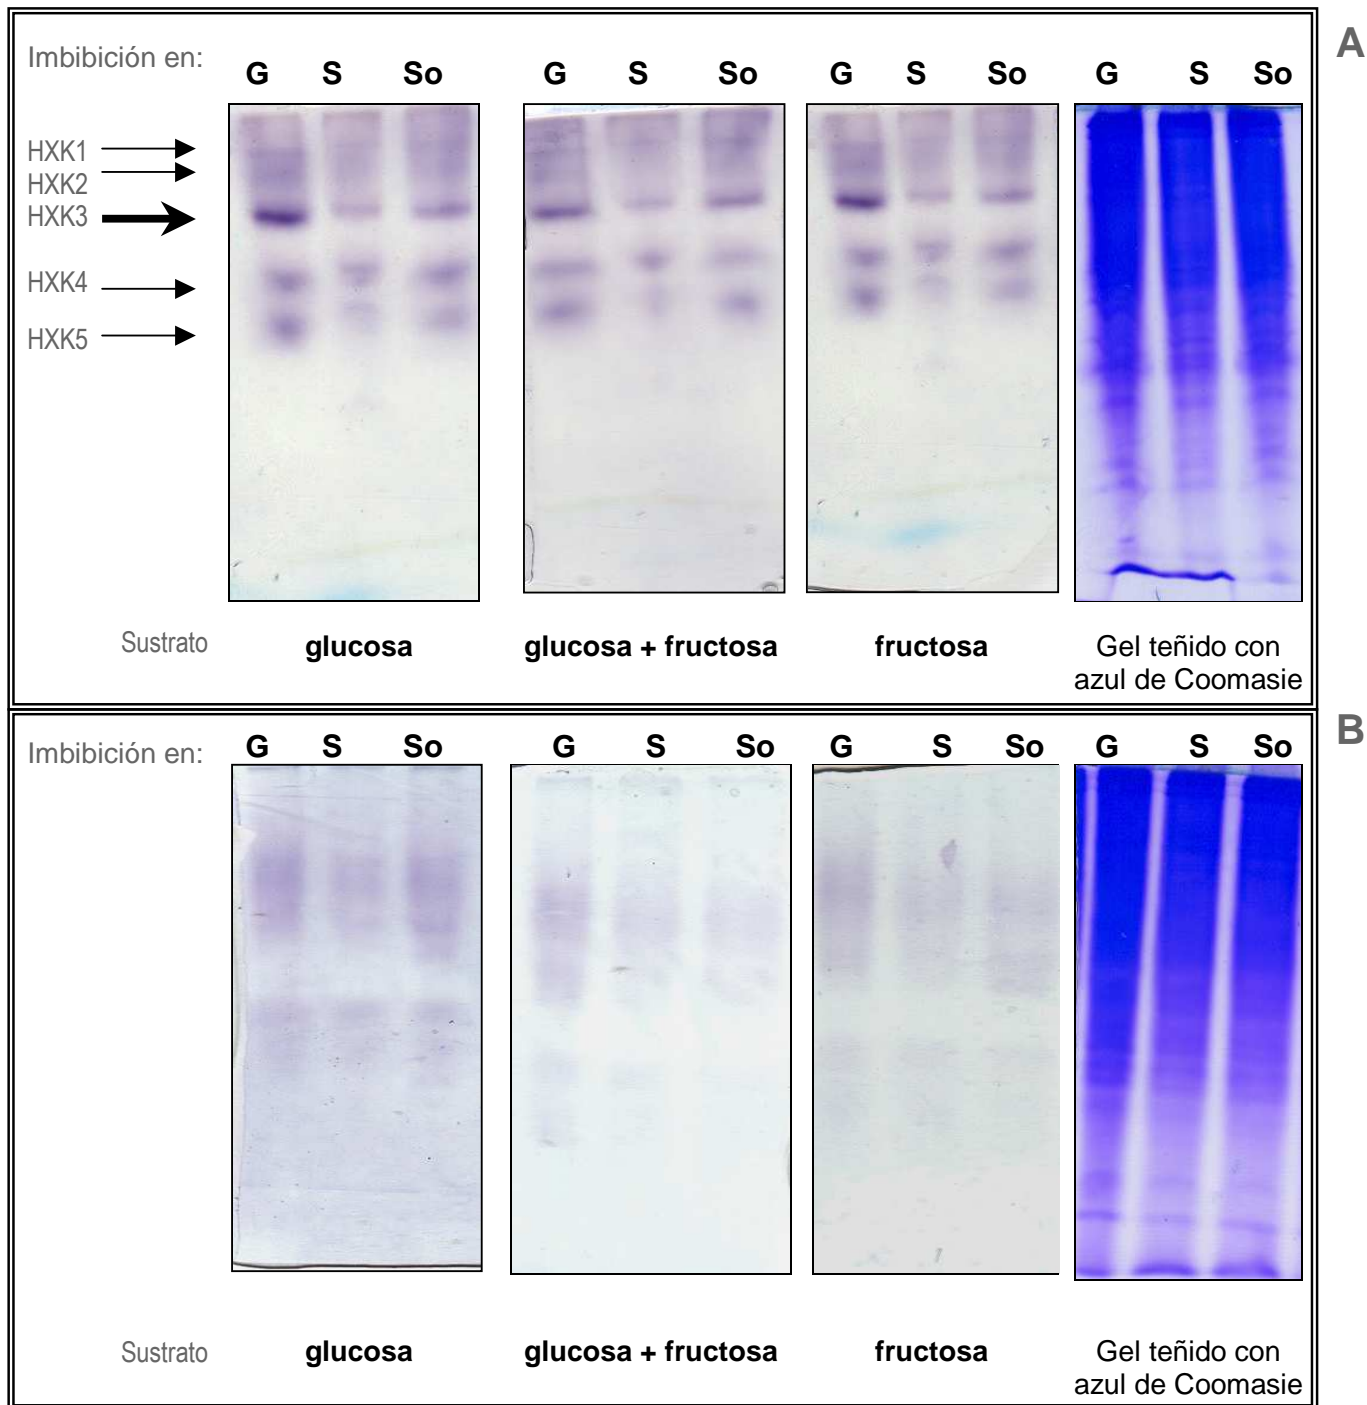 A
Imbibición en:
G S So G S So G S So G S So
HXK1
HXK2
HXK3
HXK4
HXK5
Sustrato glucosa glucosa + fructosa fructosa Gel teñido con
azul de Coomasie
B
Imbibición en:
G S So G S So G S So G S So
Sustrato glucosa glucosa + fructosa fructosa Gel teñido con
azul de Coomasie